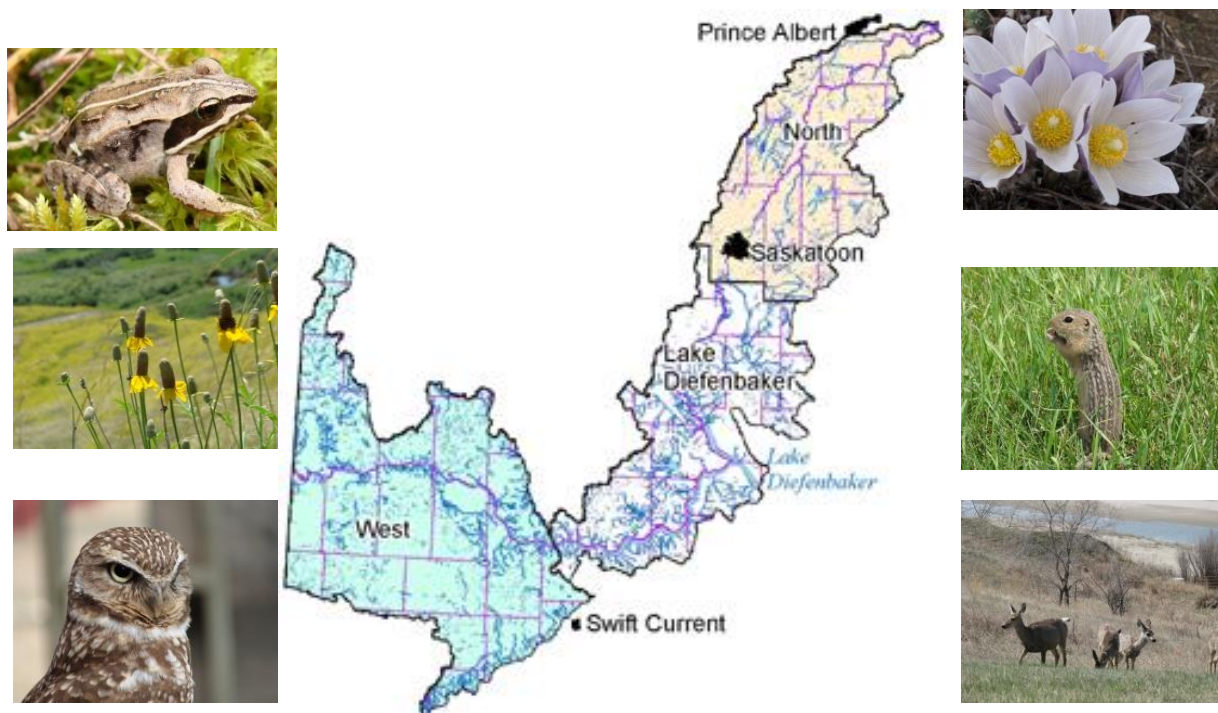 Prince Albert
North
Saskatoon
Lake
Diefenbaker
Lake
Diefenbaker
West
Swift Current